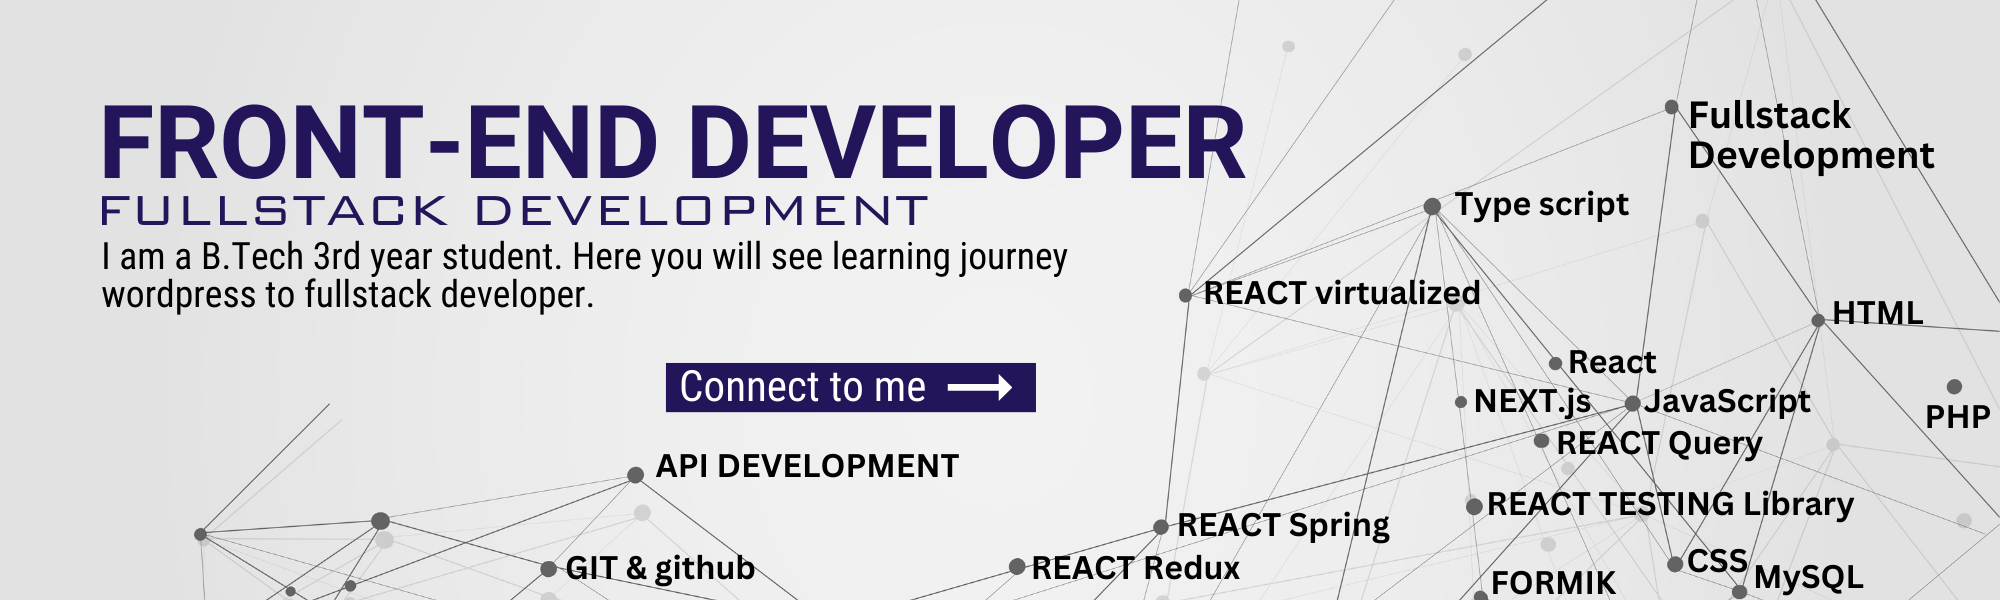 FRONT-END DEVELOPER
FULLSTACK DEVELOPMENT
I am a B.Tech 3rd year student. Here you will see learning journey
wordpress to fullstack developer.
Connect to me
Fullstack
Development
Type script
REACT virtualized
HTML
React
NEXT.js
JavaScript
PHP
REACT Query
API DEVELOPMENT
REACT TESTING Library
REACT Spring
GIT & github
REACT Redux
CSS
MySQL
FORMIK